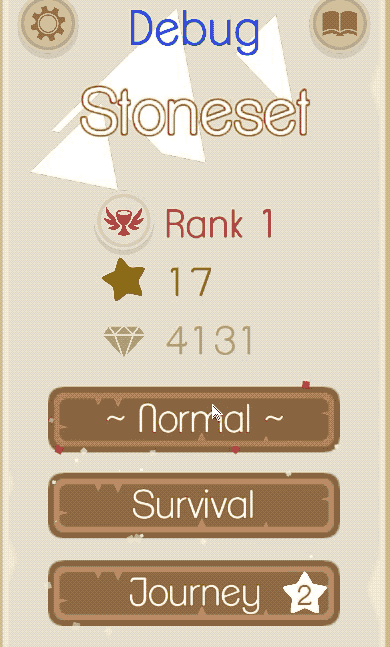 Debug
Stoneset
Rank 1
17
4131
~ Normal ~
Survival
Journey 2